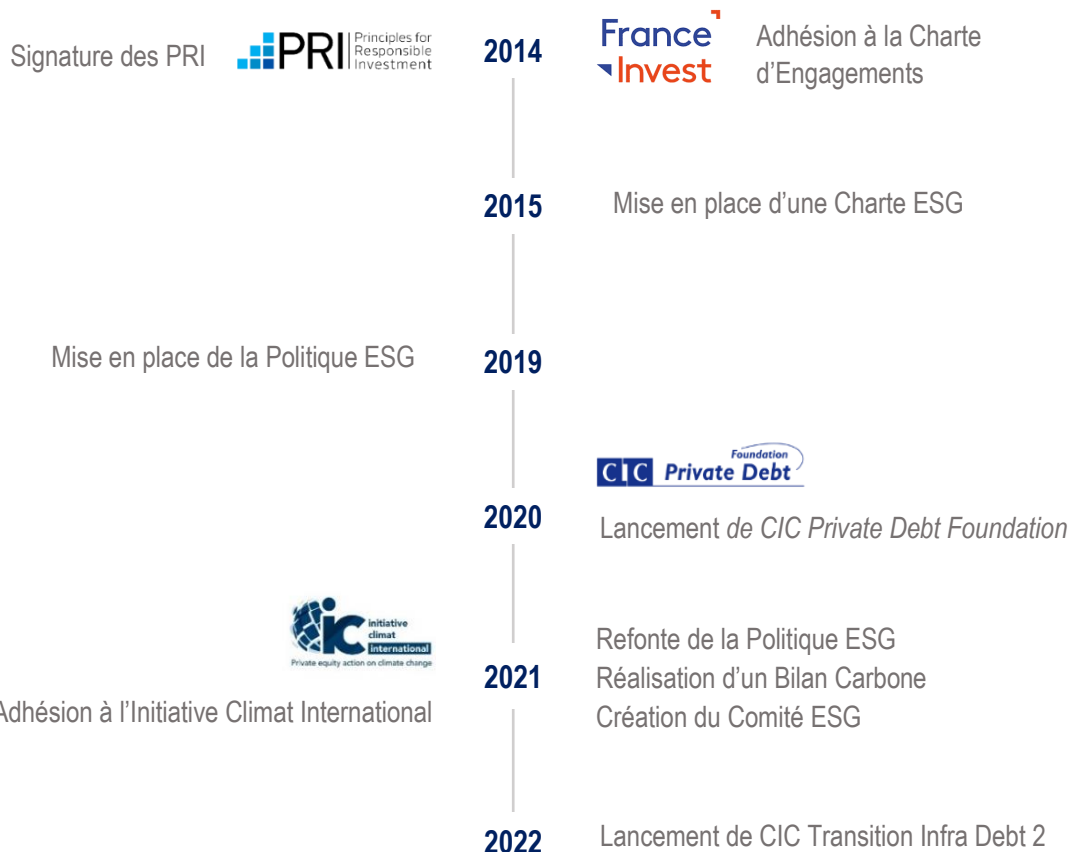 Signature des PRI
PRI
Principles for
Responsible
Investment
2014
France
Invest
Adhésion à la Charte
d'Engagements
2015
Mise en place d'une Charte ESG
Mise en place de la Politique ESG
2019
Foundation
CIC Private Debt
2020
Lancement de CIC Private Debt Foundation
iC
initiative
climat
international
Private equity action on climate change
Adhésion à l'Initiative Climat International
2021
Refonte de la Politique ESG
Réalisation d'un Bilan Carbone
Création du Comité ESG
2022
Lancement de CIC Transition Infra Debt 2